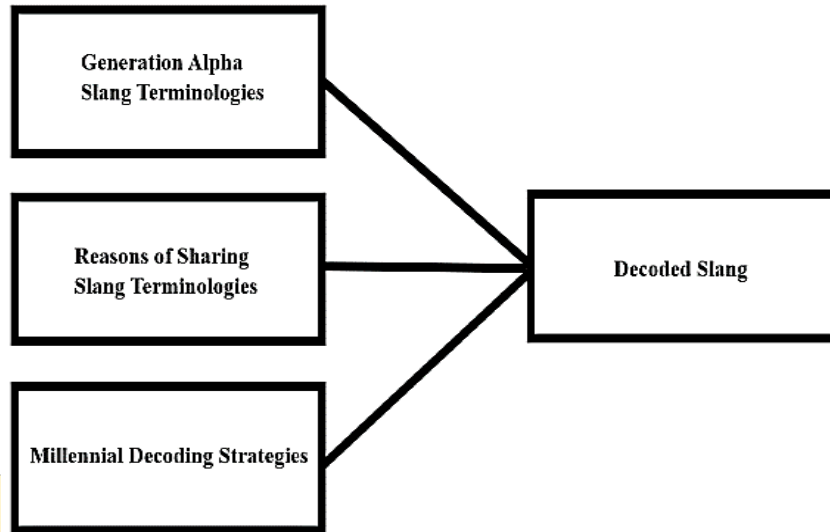 Generation Alpha
Slang Terminologies
Reasons of Sharing
Slang Terminologies
Decoded Slang
Millennial Decoding Strategies